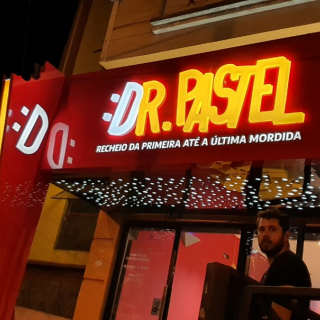 :DR. PASTEL
RECHEIO DA PRIMEIRA ATÉ A ÚLTIMA MORDIDA
:D
D: